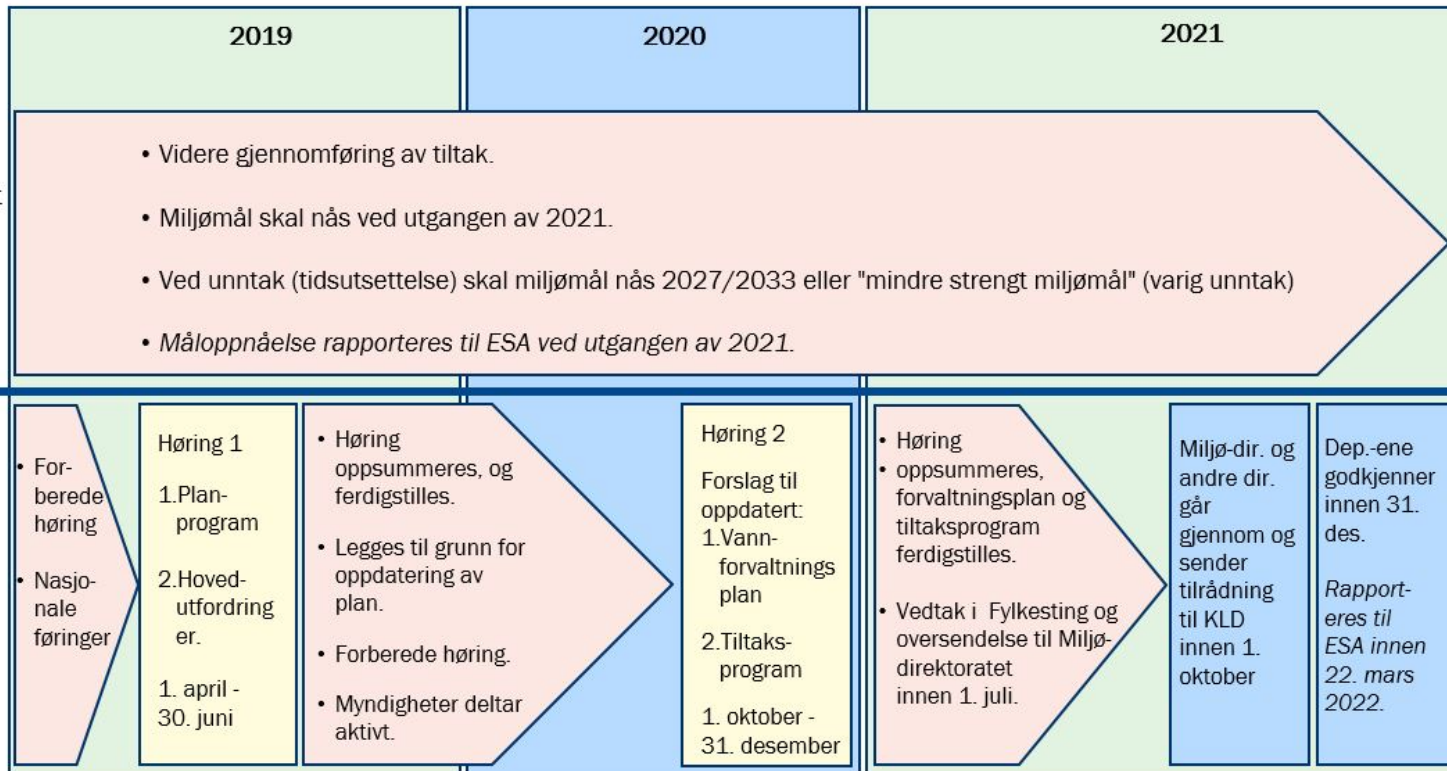 2019
2020
2021
• Videre gjennomføring av tiltak.
• Miljømål skal nås ved utgangen av 2021.
• Ved unntak (tidsutsettelse) skal miljømål nås 2027/2033 eller "mindre strengt miljømål" (varig unntak)
• Måloppnåelse rapporteres til ESA ved utgangen av 2021.
• For-
berede
høring
• Nasjo-
nale
føringer
Høring 1
1.Plan-
program
2.Hoved-
utfordring
er.
1. april -
30. juni
• Høring
oppsummeres, og
ferdigstilles.
• Legges til grunn for
oppdatering av
plan.
• Forberede høring.
• Myndigheter deltar
aktivt.
Høring 2
Forslag til
oppdatert:
1.Vann-
forvaltnings
plan
2.Tiltaks-
program
1. oktober -
31. desember
• Høring
• oppsummeres,
forvaltningsplan og
tiltaksprogram
ferdigstilles.
• Vedtak i Fylkesting og
oversendelse til Miljø-
direktoratet
innen 1. juli.
Miljø-dir. og
andre dir.
går
gjennom og
sender
tilrådning
til KLD
innen 1.
oktober
Dep.-ene
godkjenner
innen 31.
des.
Rapport-
eres til
ESA innen
22. mars
2022.